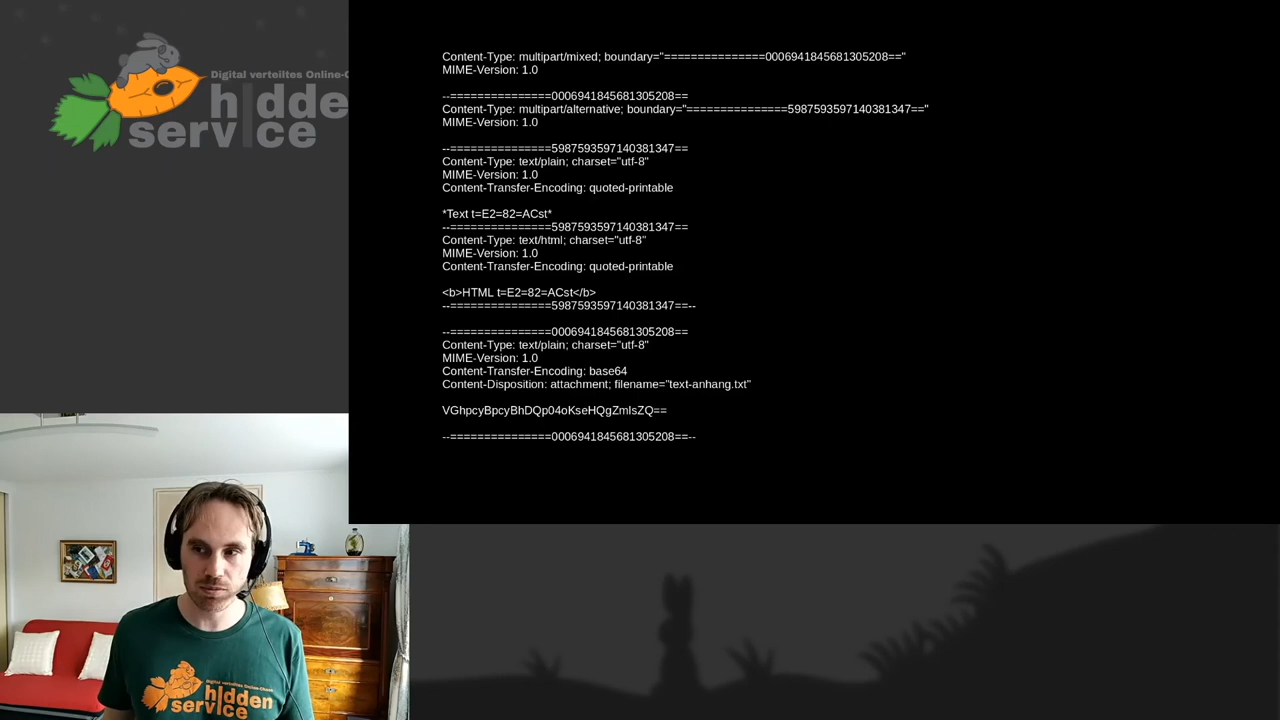 Digital verteiltes Online-C
hidde
service
Content-Type: multipart/mixed; boundary="===============0006941845681305208=="
MIME-Version: 1.0
--===============0006941845681305208==
Content-Type: multipart/alternative; boundary="===============5987593597140381347=="
MIME-Version: 1.0
--===============5987593597140381347==
Content-Type: text/plain; charset="utf-8"
MIME-Version: 1.0
Content-Transfer-Encoding: quoted-printable
*Text t=E2=82=ACst*
--===============5987593597140381347==
Content-Type: text/html; charset="utf-8"
MIME-Version: 1.0
Content-Transfer-Encoding: quoted-printable
<b>HTML t=E2=82=ACst</b>
--===============5987593597140381347==--
--===============0006941845681305208==
Content-Type: text/plain; charset="utf-8"
MIME-Version: 1.0
Content-Transfer-Encoding: base64
Content-Disposition: attachment; filename="text-anhang.txt"
VGhpcyBpcyBhDQp04oKseHQgZmlsZQ==
--===============0006941845681305208==--
Digital verteiltes Online-Chaos
hidden
service